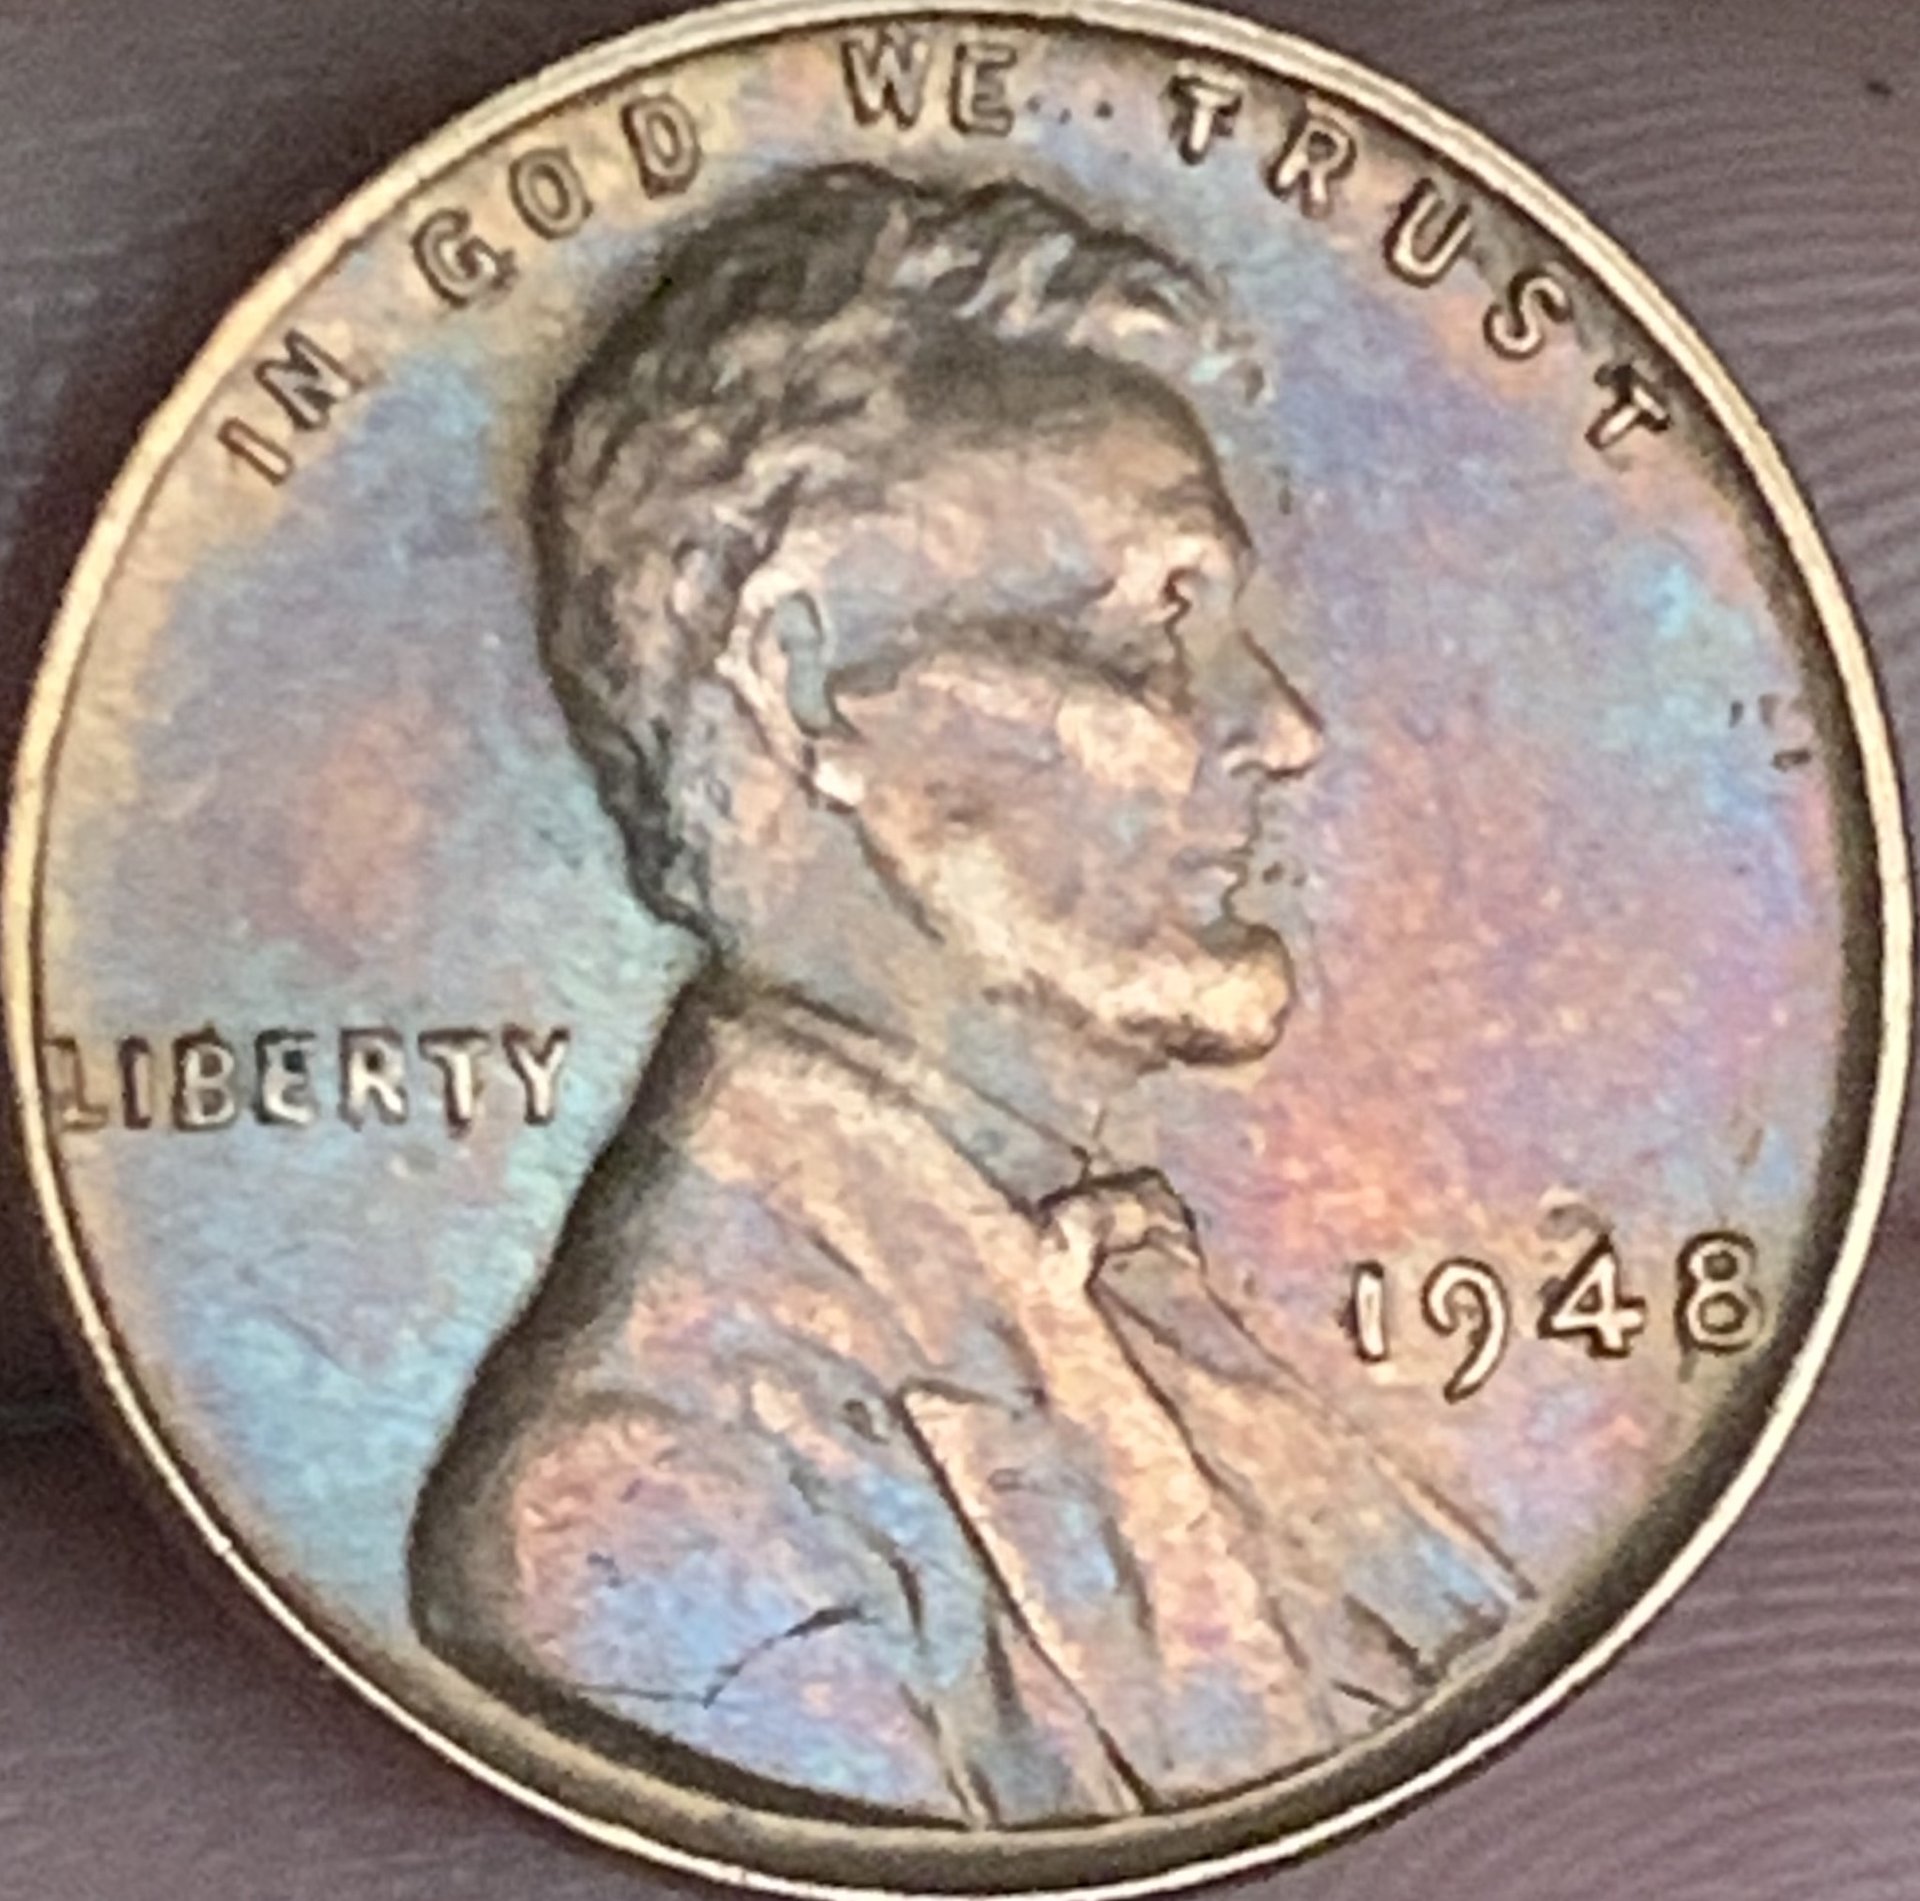 IN GOD WE TRUST
LIBERTY
1948